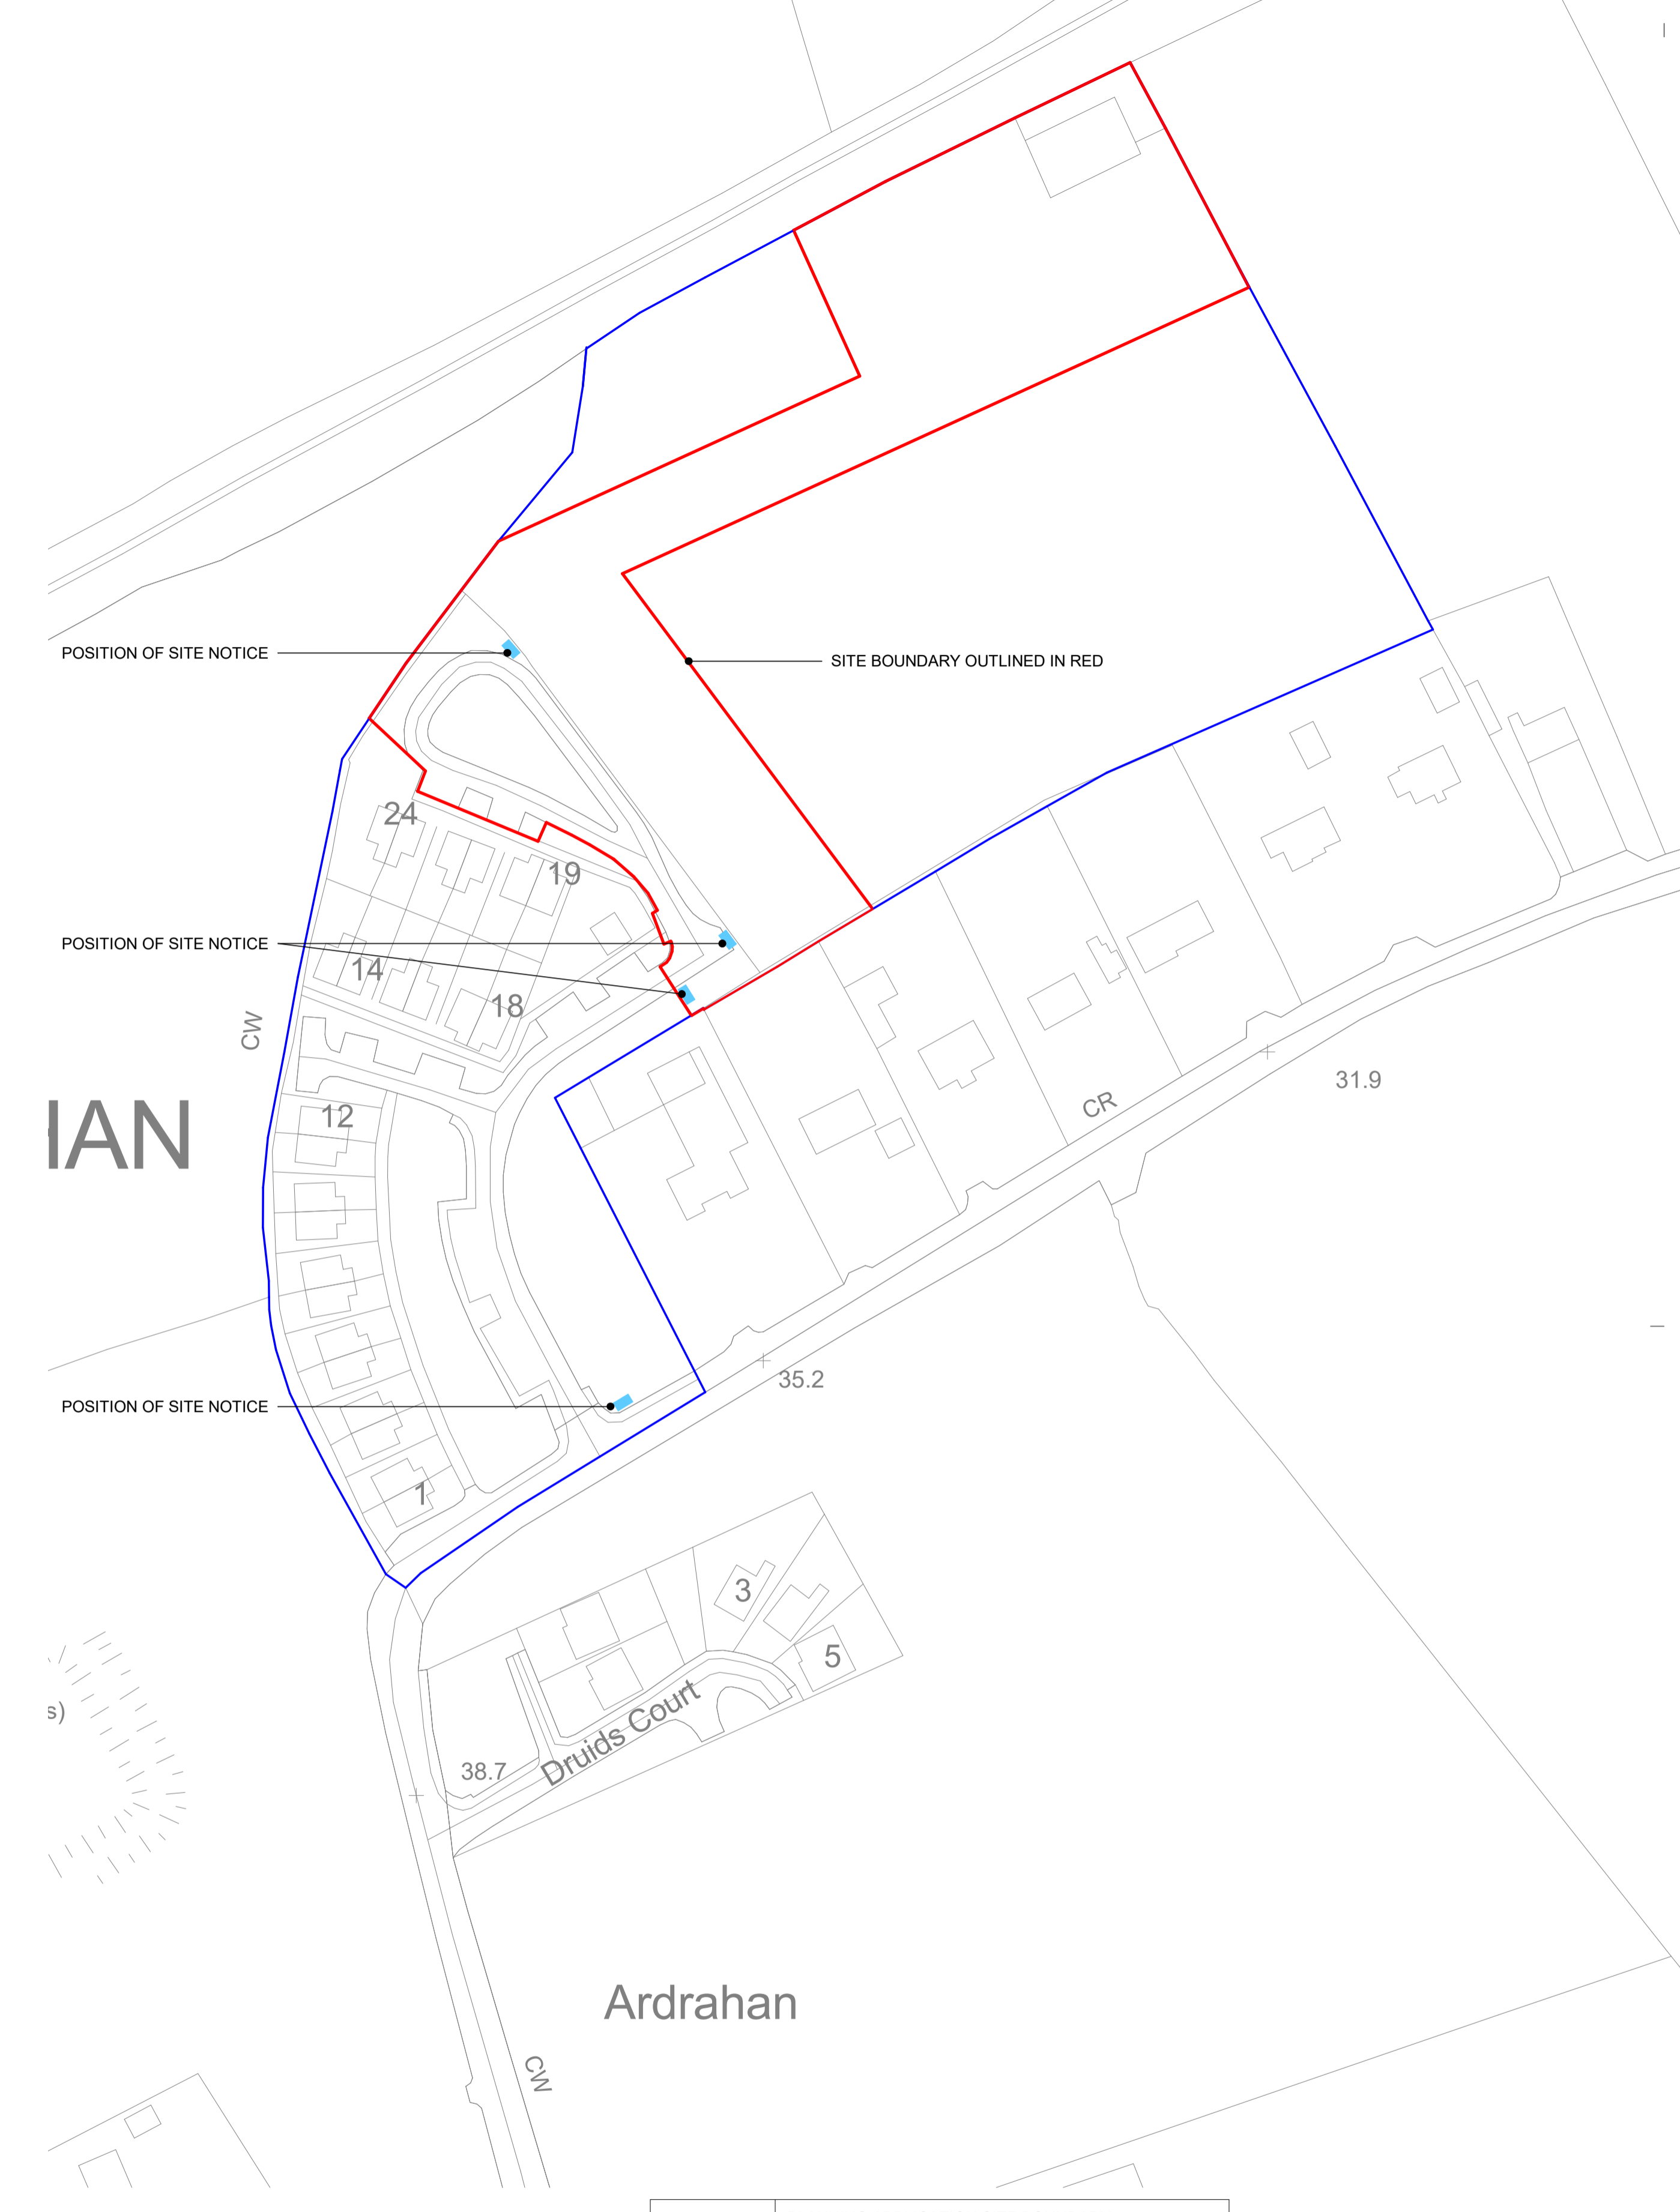 POSITION OF SITE NOTICE
SITE BOUNDARY OUTLINED IN RED
24
19
POSITION OF SITE NOTICE
14
18
CW
31.9
CR
12
IAN
35.2
POSITION OF SITE NOTICE
1
3
5
s)
Druids Court
38.7
Ardrahan
CW